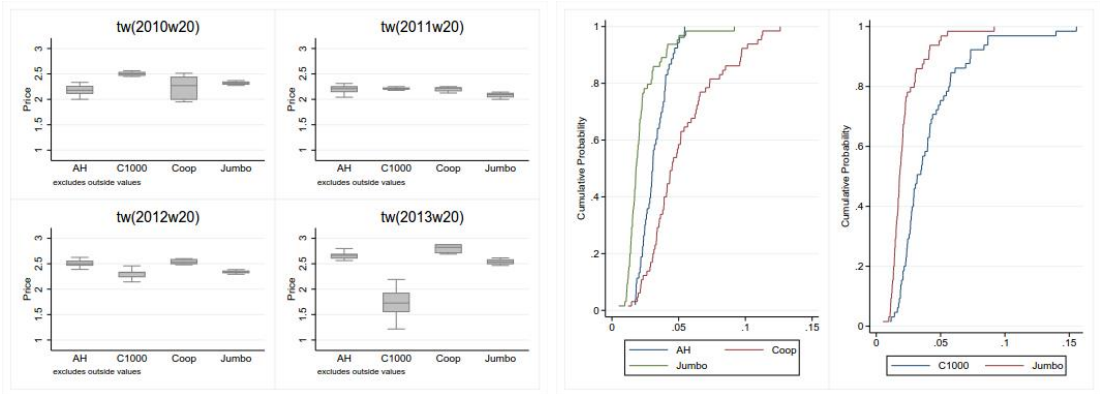 tw(2010w20)
Price
3
2.5
2
1.5
1
AH C1000 Coop Jumbo
excludes outside values
tw(2011w20)
Price
3
2.5
2
1.5
1
AH C1000 Coop Jumbo
excludes outside values
tw(2012w20)
Price
3
2.5
2
1.5
1
AH C1000 Coop Jumbo
excludes outside values
tw(2013w20)
Price
3
2.5
2
1.5
1
AH C1000 Coop Jumbo
excludes outside values
Cumulative Probability
1
.8
.6
.4
.2
0
0 .05 .1 .15
AH Coop
Jumbo
Cumulative Probability
1
.8
.6
.4
.2
0
0 .05 .1 .15
C1000 Jumbo